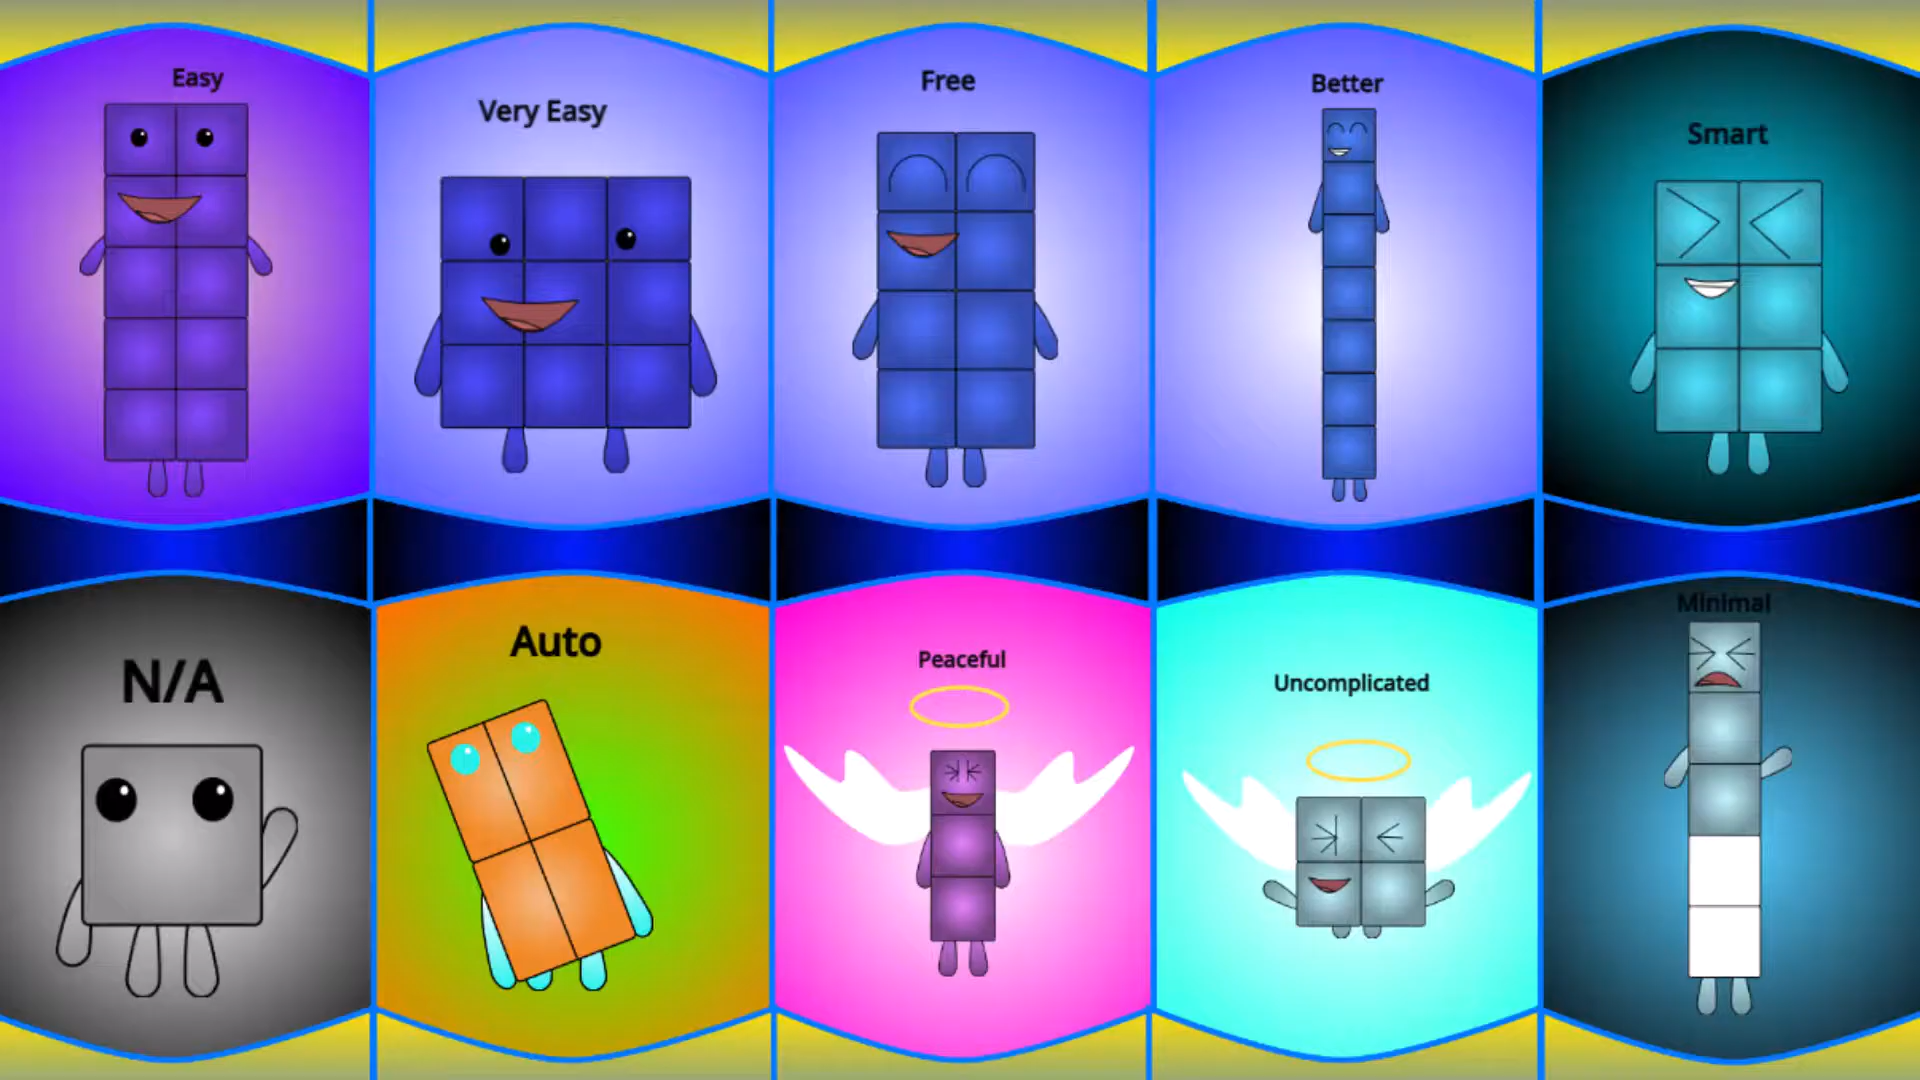 Easy
Very Easy
Free
Better
Smart
N/A
Auto
Peaceful
Uncomplicated
Minimal